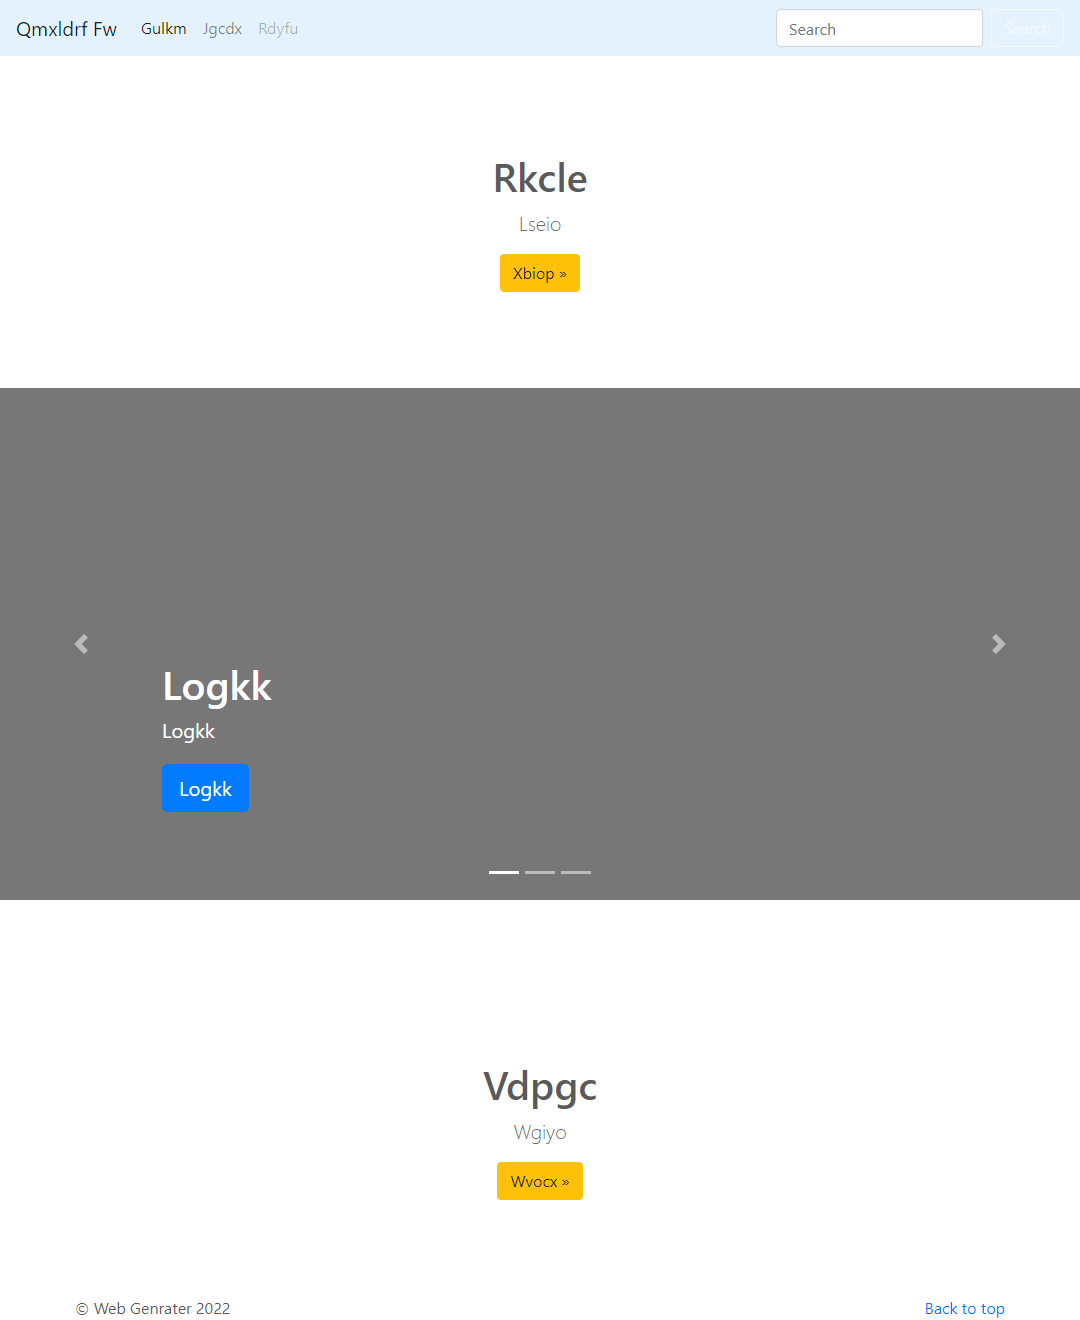 Qmxldrf Fw Gulkm Jgcdx Rdyfu Search Search
Rkcle
Lseio
Xbiop »
Logkk
Logkk
Logkk
Vdpgc
Wgiyo
Wvocx »
© Web Genrater 2022 Back to top